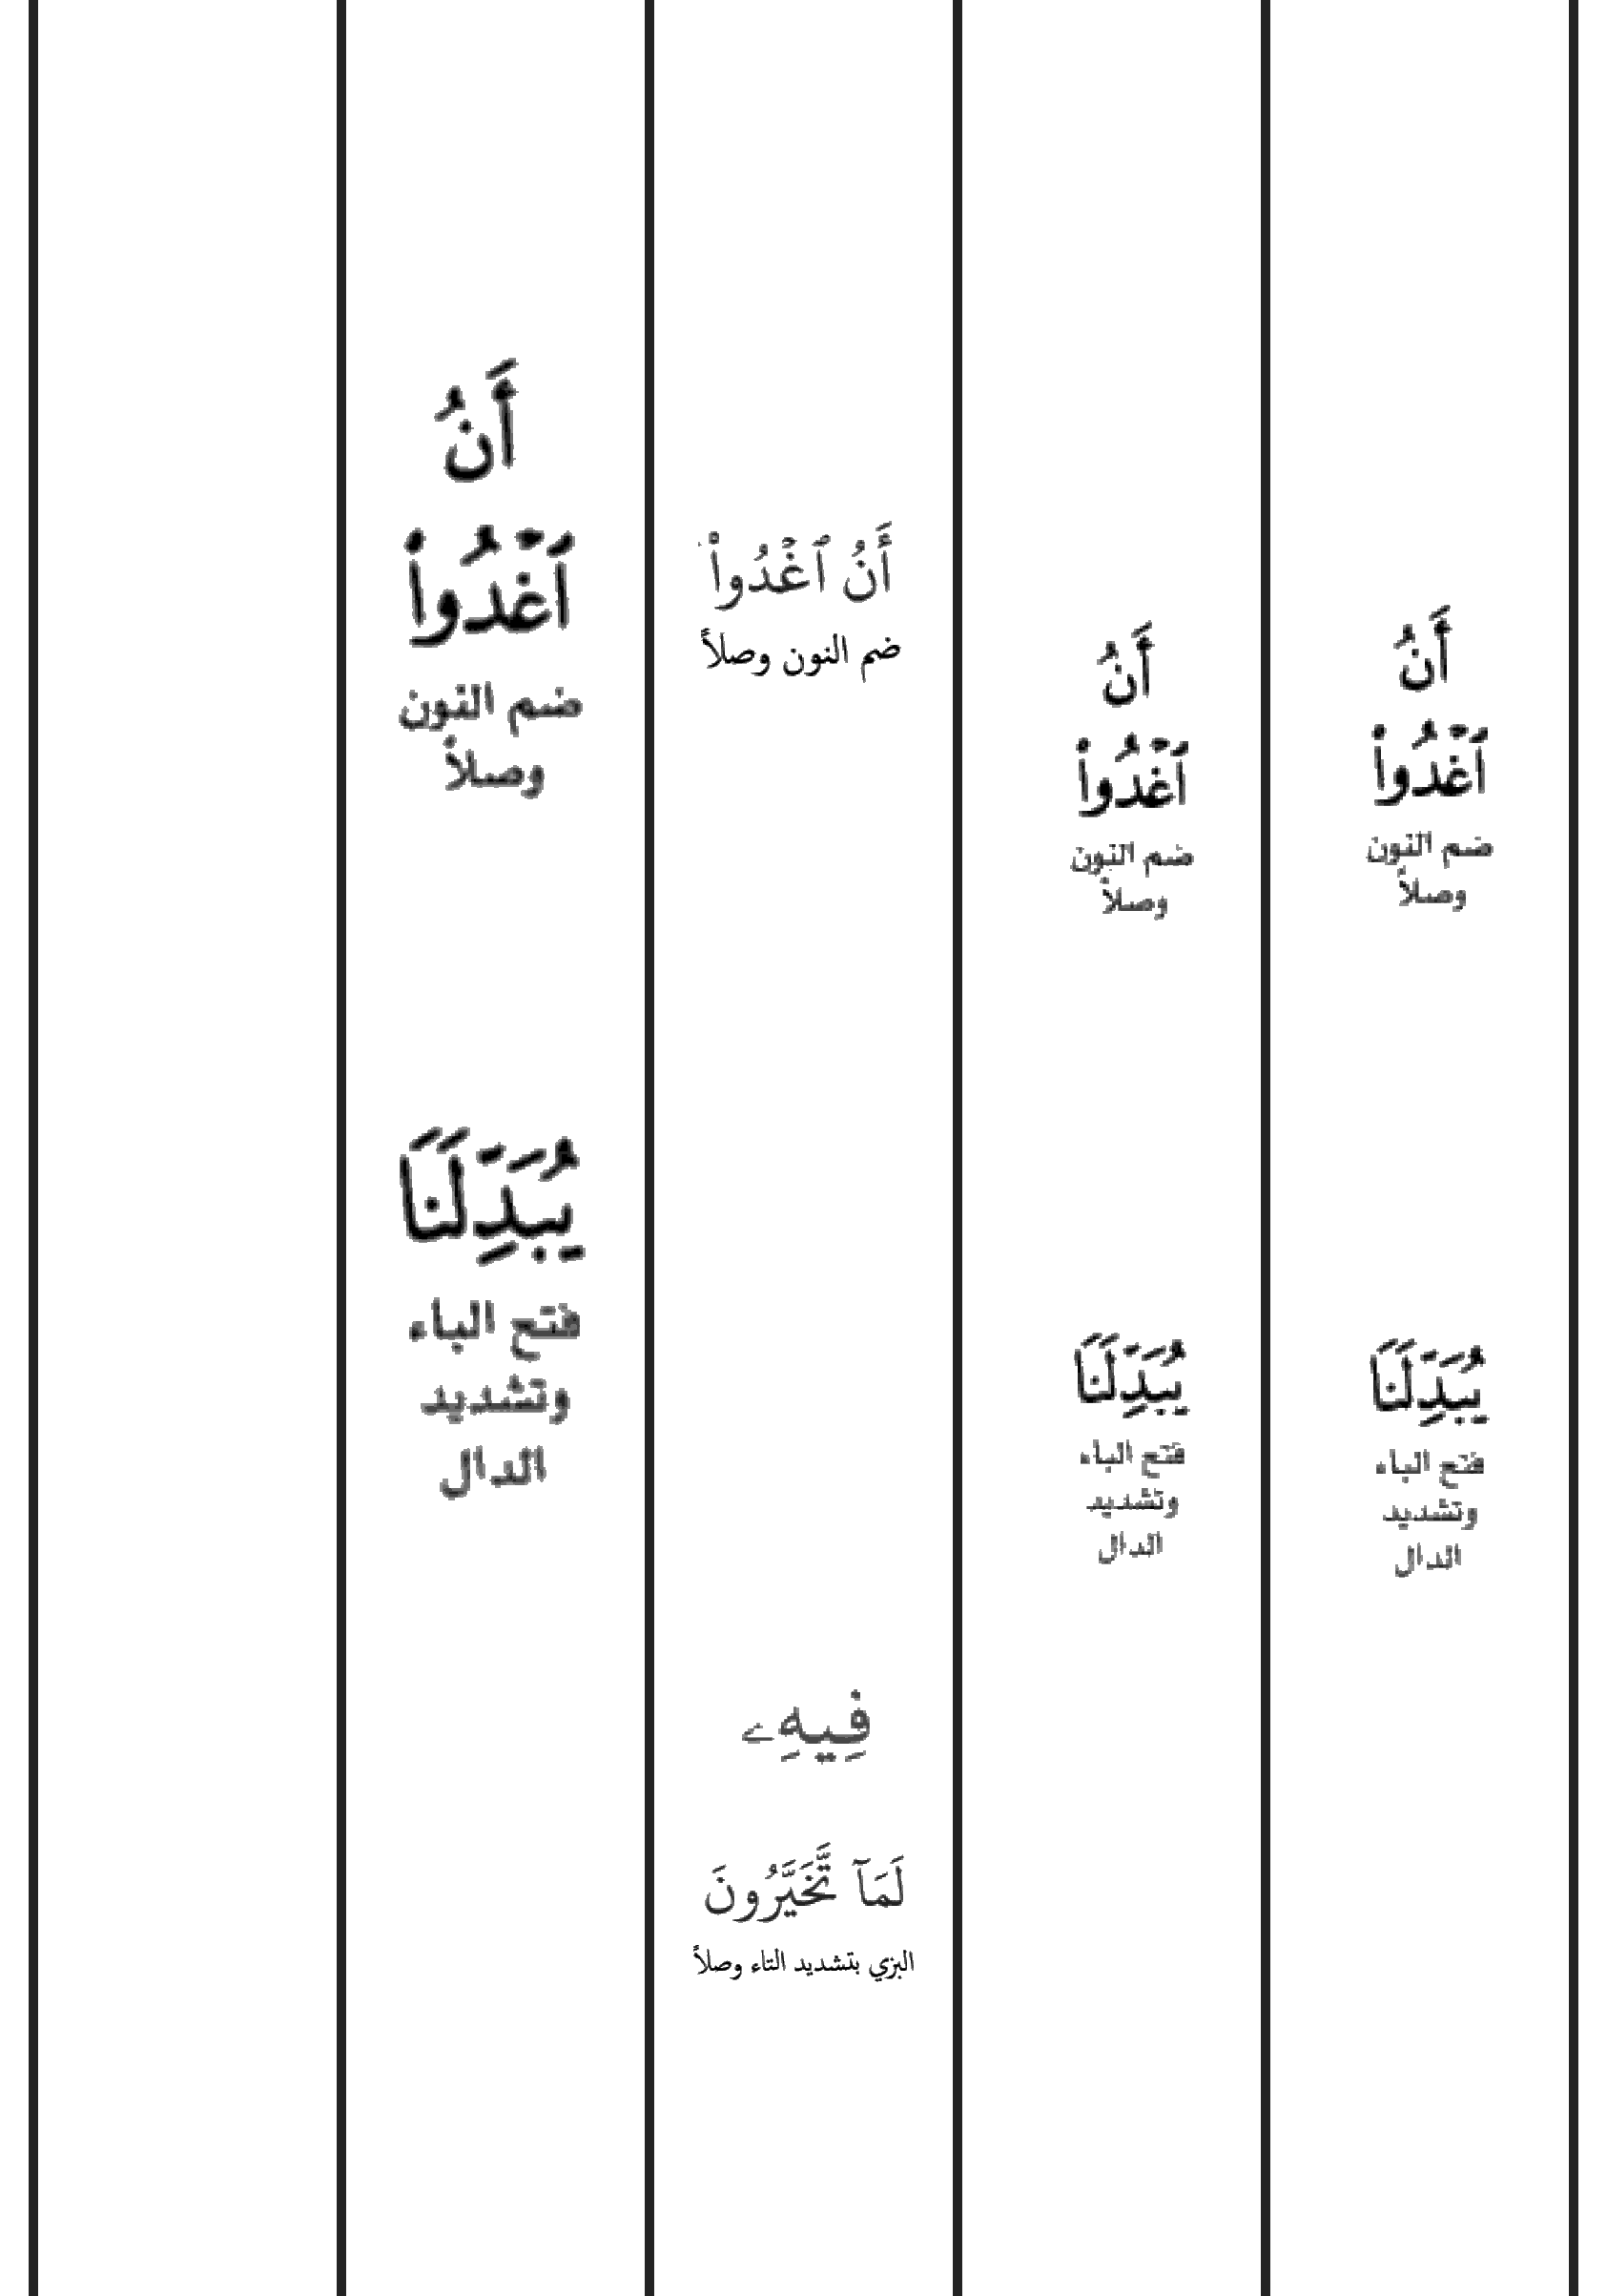 أَنُ
ٱغۡدُواْ
ضم النون
وصلاً
يُبَدِّلَنَا
فتح الباء
وتشديد
الدال
أَنُ
ٱغۡدُواْ
ضم النون
وصلاً
يُبَدِّلَنَا
فتح الباء
وتشديد
الدال
أَنُ ٱغۡدُواْ
ضم النون وصلاً
فِيهِۦ
لَمَآ تَّخَيَّرُونَ
البزي بتشديد التاء وصلاً
أَنُ
ٱغۡدُواْ
ضم النون
وصلاً
يُبَدِّلَنَا
فتح الباء
وتشديد
الدال